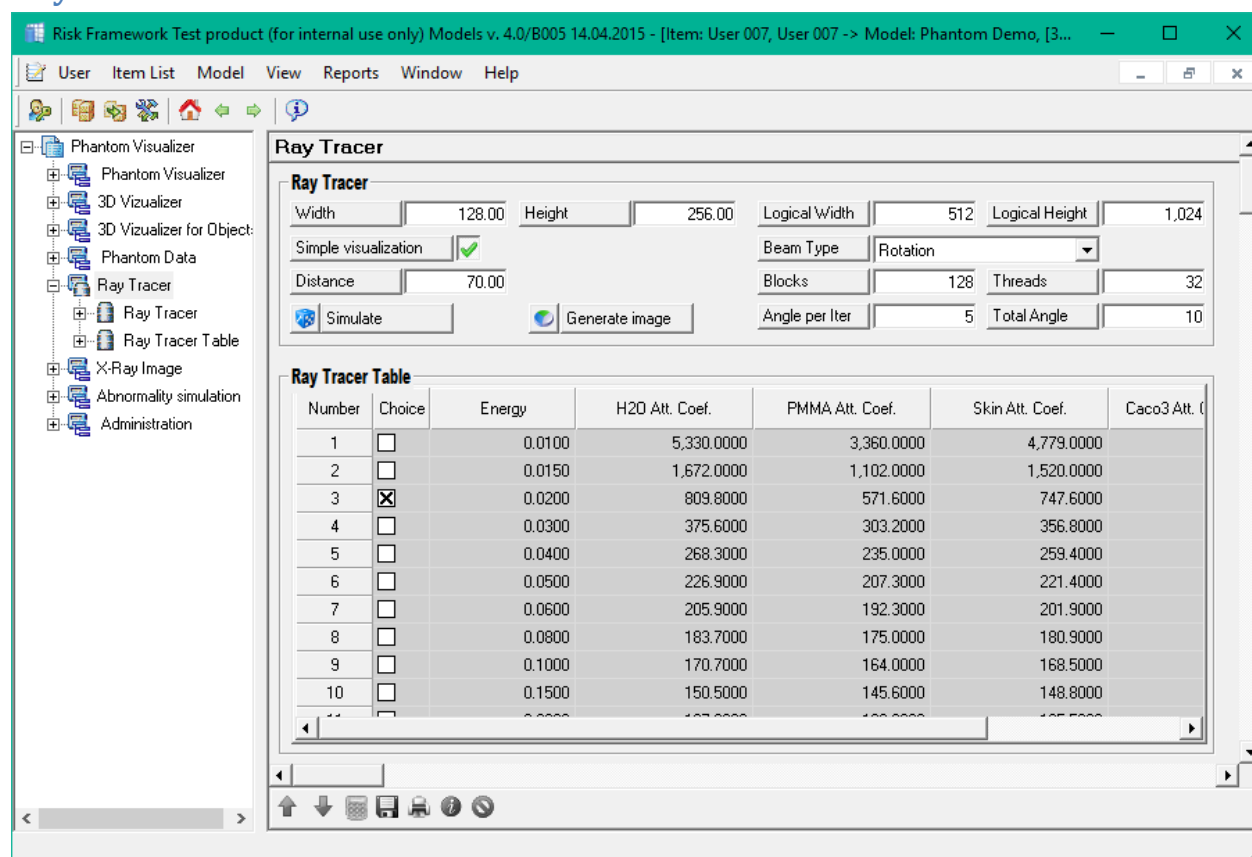 Risk Framework Test product (for internal use only) Models v. 4.0/B005 14.04.2015 - [Item: User 007, User 007 -> Model: Phantom Demo, [3...
User Item List Model View Reports Window Help
Phantom Visualizer
Phantom Visualizer
3D Vizualizer
3D Vizualizer for Object
Phantom Data
Ray Tracer
Ray Tracer
Ray Tracer Table
X-Ray Image
Abnormality simulation
Administration
Ray Tracer
Ray Tracer
Width 128.00 Height 256.00 Logical Width 512 Logical Height 1,024
Simple visualization Beam Type Rotation
Distance 70.00 Blocks 128 Threads 32
Simulate Generate image Angle per Iter 5 Total Angle 10
Ray Tracer Table
Number Choice Energy H2O Att. Coef. PMMA Att. Coef. Skin Att. Coef. Caco3 Att.
1 0.0100 5,330.0000 3,360.0000 4,779.0000
2 0.0150 1,672.0000 1,102.0000 1,520.0000
3 0.0200 809.8000 571.6000 747.6000
4 0.0300 375.6000 303.2000 356.8000
5 0.0400 268.3000 235.0000 259.4000
6 0.0500 226.9000 207.3000 221.4000
7 0.0600 205.9000 192.3000 201.9000
8 0.0800 183.7000 175.0000 180.9000
9 0.1000 170.7000 164.0000 168.5000
10 0.1500 150.5000 145.6000 148.8000